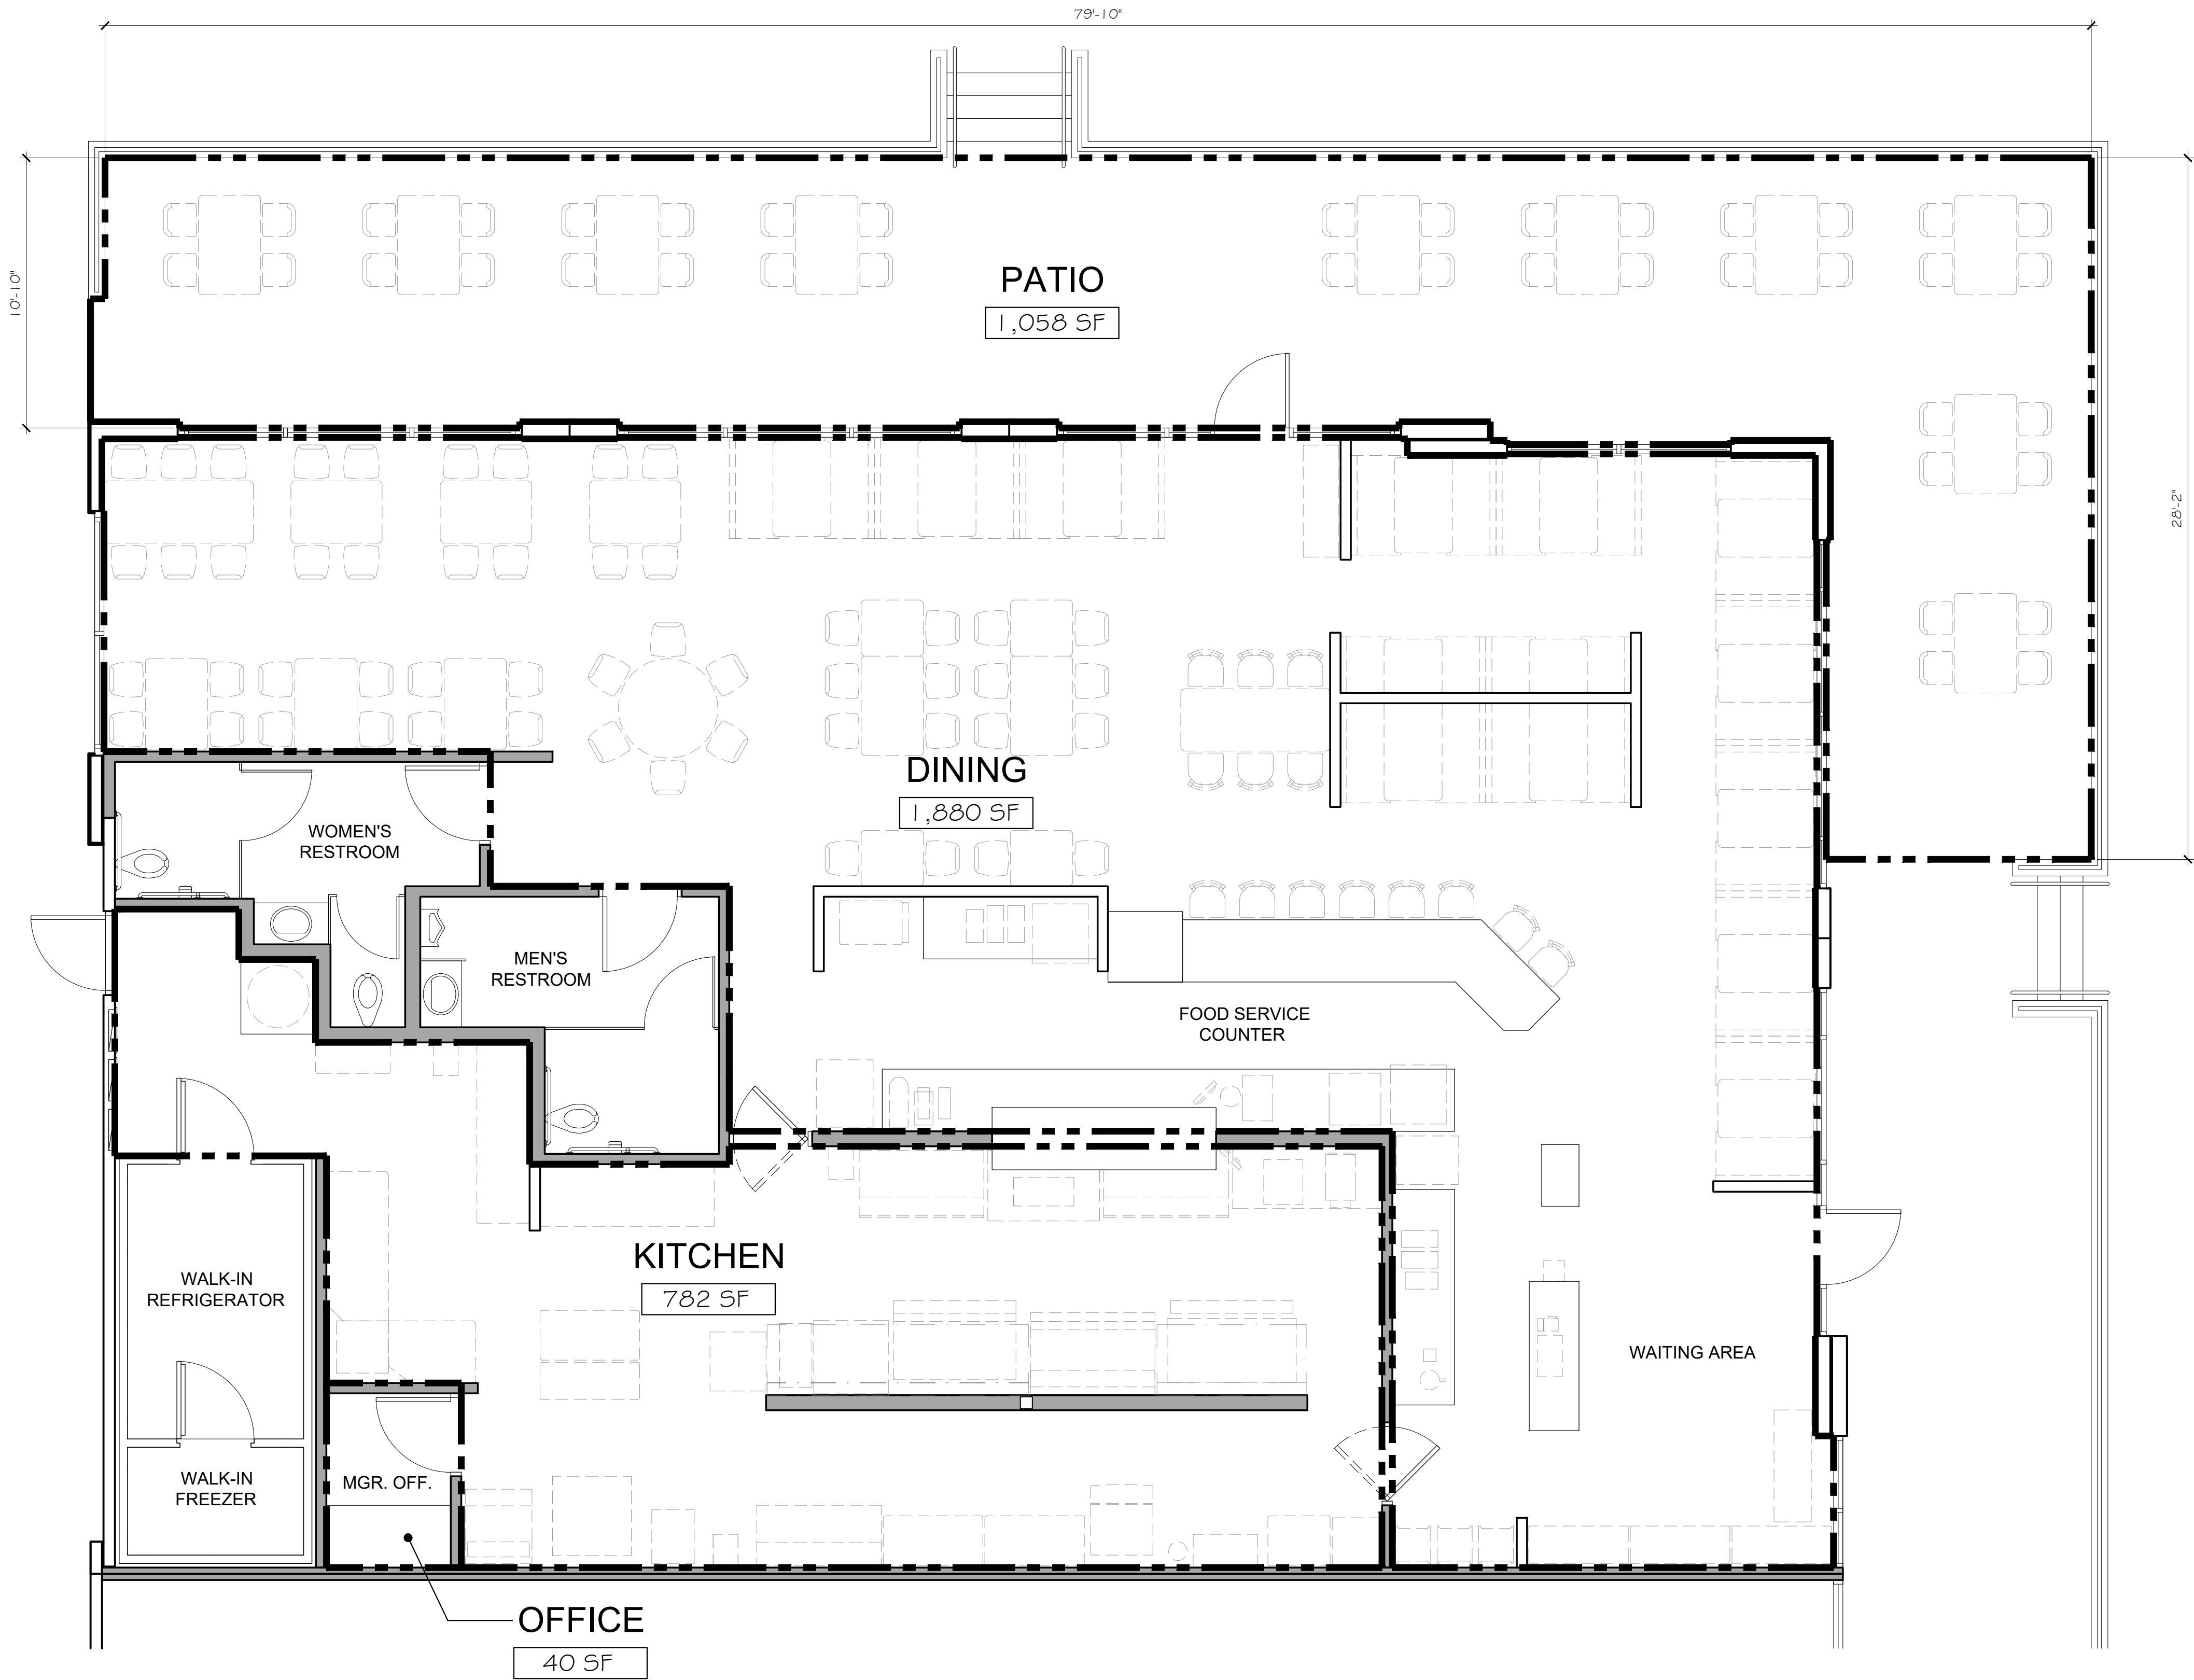 79'-10"
10'-10"
PATIO
1,058 SF
28'-2"
DINING
1,880 SF
WOMEN'S
RESTROOM
MEN'S
RESTROOM
FOOD SERVICE
COUNTER
KITCHEN
782 SF
WALK-IN
REFRIGERATOR
WAITING AREA
WALK-IN
FREEZER
MGR. OFF.
OFFICE
40 SF